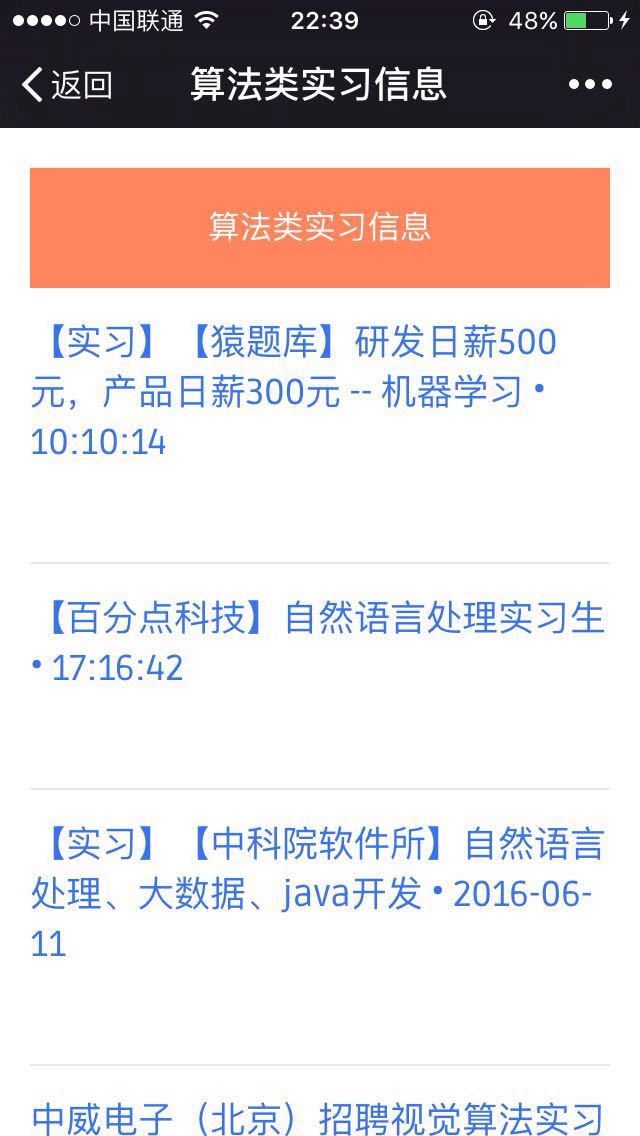 中国联通 22:39 48%
返回 算法类实习信息
算法类实习信息
【实习】【猿题库】研发日薪500
元，产品日薪300元 -- 机器学习 •
10:10:14
【百分点科技】自然语言处理实习生
• 17:16:42
【实习】【中科院软件所】自然语言
处理、大数据、java开发 • 2016-06-
11
中威电子（北京）招聘视觉算法实习